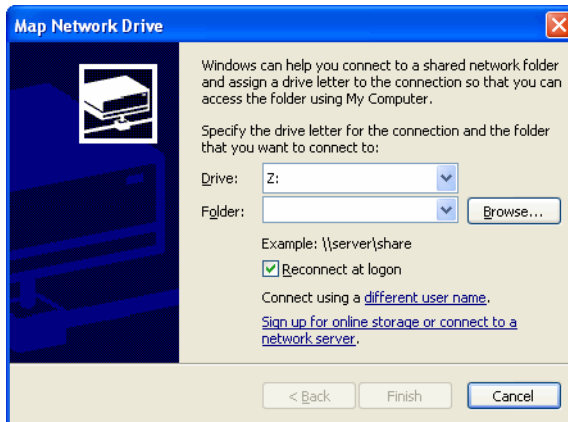 Map Network Drive
Windows can help you connect to a shared network folder
and assign a drive letter to the connection so that you can
access the folder using My Computer.
Specify the drive letter for the connection and the folder
that you want to connect to:
Drive: Z:
Folder: Browse...
Example: \\server\share
Reconnect at logon
Connect using a different user name.
Sign up for online storage or connect to a
network server.
< Back Finish Cancel